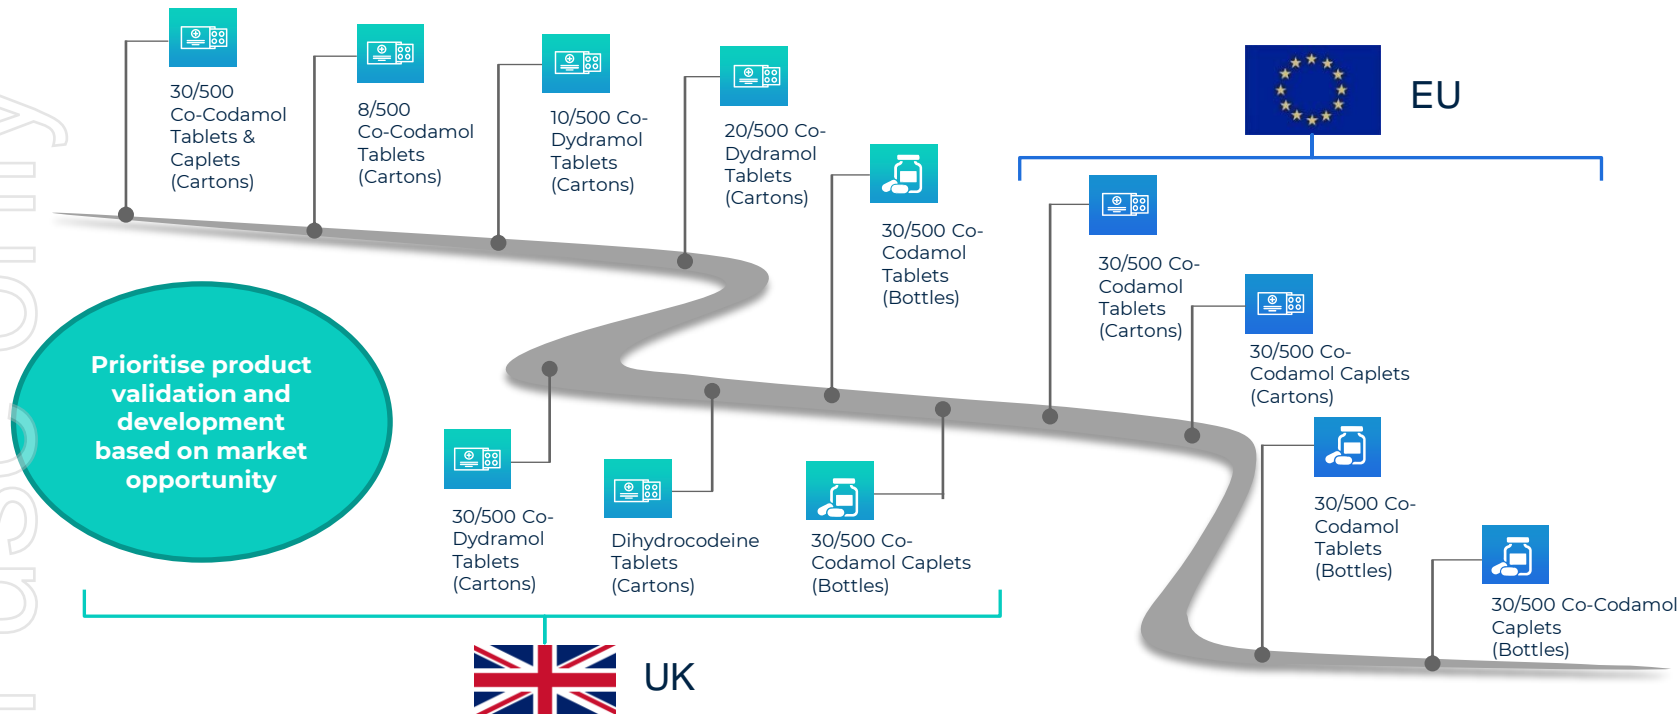 30/500
Co-Codamol
Tablets &
Caplets
(Cartons)
8/500
Co-Codamol
Tablets
(Cartons)
10/500 Co-
Dydramol
Tablets
(Cartons)
20/500 Co-
Dydramol
Tablets
(Cartons)
30/500 Co-
Codamol
Tablets
(Bottles)
EU
30/500 Co-
Codamol
Tablets
(Cartons)
30/500 Co-
Codamol Caplets
(Cartons)
Prioritise product
validation and
development
based on market
opportunity
30/500 Co-
Dydramol
Tablets
(Cartons)
Dihydrocodeine
Tablets
(Cartons)
30/500 Co-
Codamol Caplets
(Bottles)
30/500 Co-
Codamol
Tablets
(Bottles)
30/500 Co-Codamol
Caplets
(Bottles)
UK